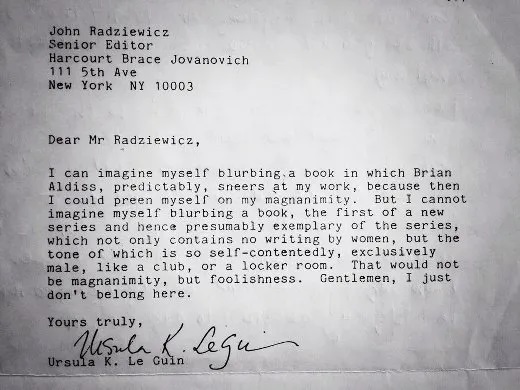 John Radziewicz
Senior Editor
Harcourt Brace Jovanovich
111 5th Ave
New York  NY 10003
Dear Mr Radziewicz,
I can imagine myself blurbing a book in which Brian
Aldiss, predictably, sneers at my work, because then
I could preen myself on my magnanimity.  But I cannot
imagine myself blurbing a book, the first of a new
series and hence presumably exemplary of the series,
which not only contains no writing by women, but the
tone of which is so self-contentedly, exclusively
male, like a club, or a locker room.  That would not
be magnanimity, but foolishness.  Gentlemen, I just
don't belong here.
Yours truly,
Ursula K. Le Guin
Ursula K. Le Guin